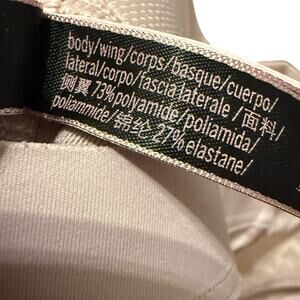 body/wing/corps/basque/cuerpo/
lateral/corpo/fascia laterale / 面料/
侧翼 73%polyamide/poliamida/
poliammide/锦纶 27% elastane/